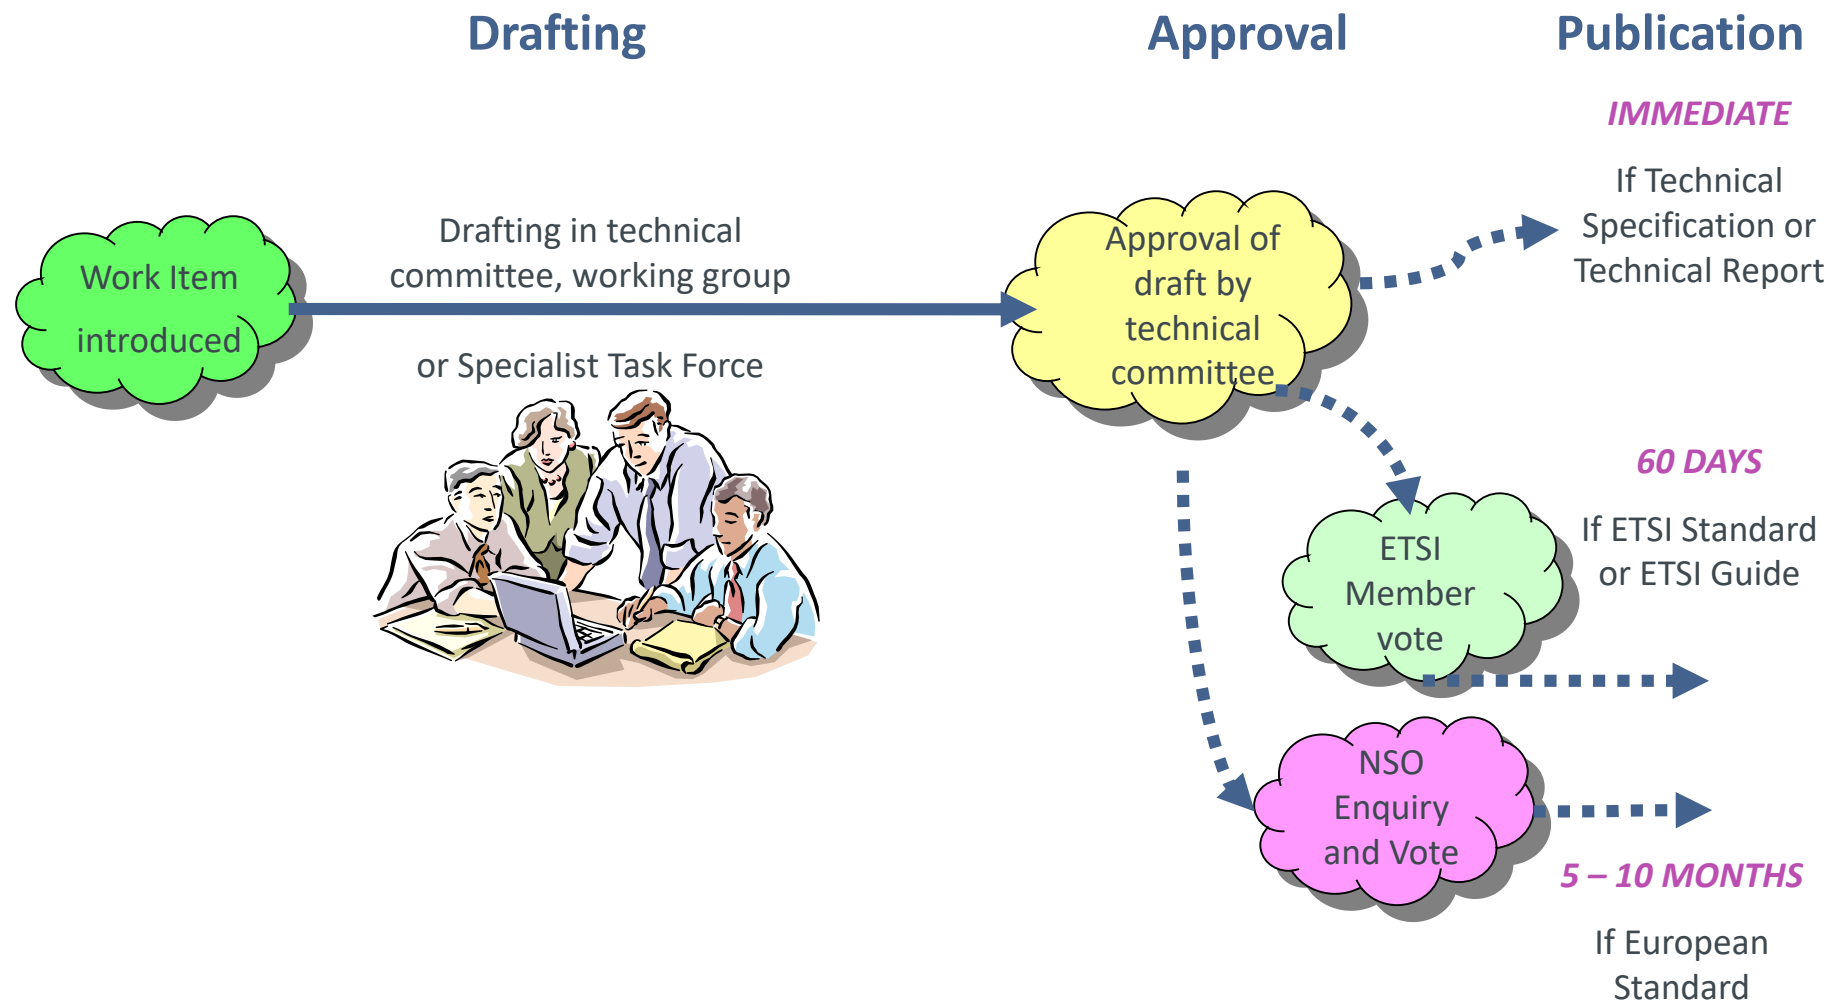 Drafting
Approval
Publication
Work Item
introduced
Drafting in technical
committee, working group
or Specialist Task Force
Approval of
draft by
technical
committee
IMMEDIATE
If Technical
Specification or
Technical Report
ETSI
Member
vote
60 DAYS
If ETSI Standard
or ETSI Guide
NSO
Enquiry
and Vote
5 – 10 MONTHS
If European
Standard